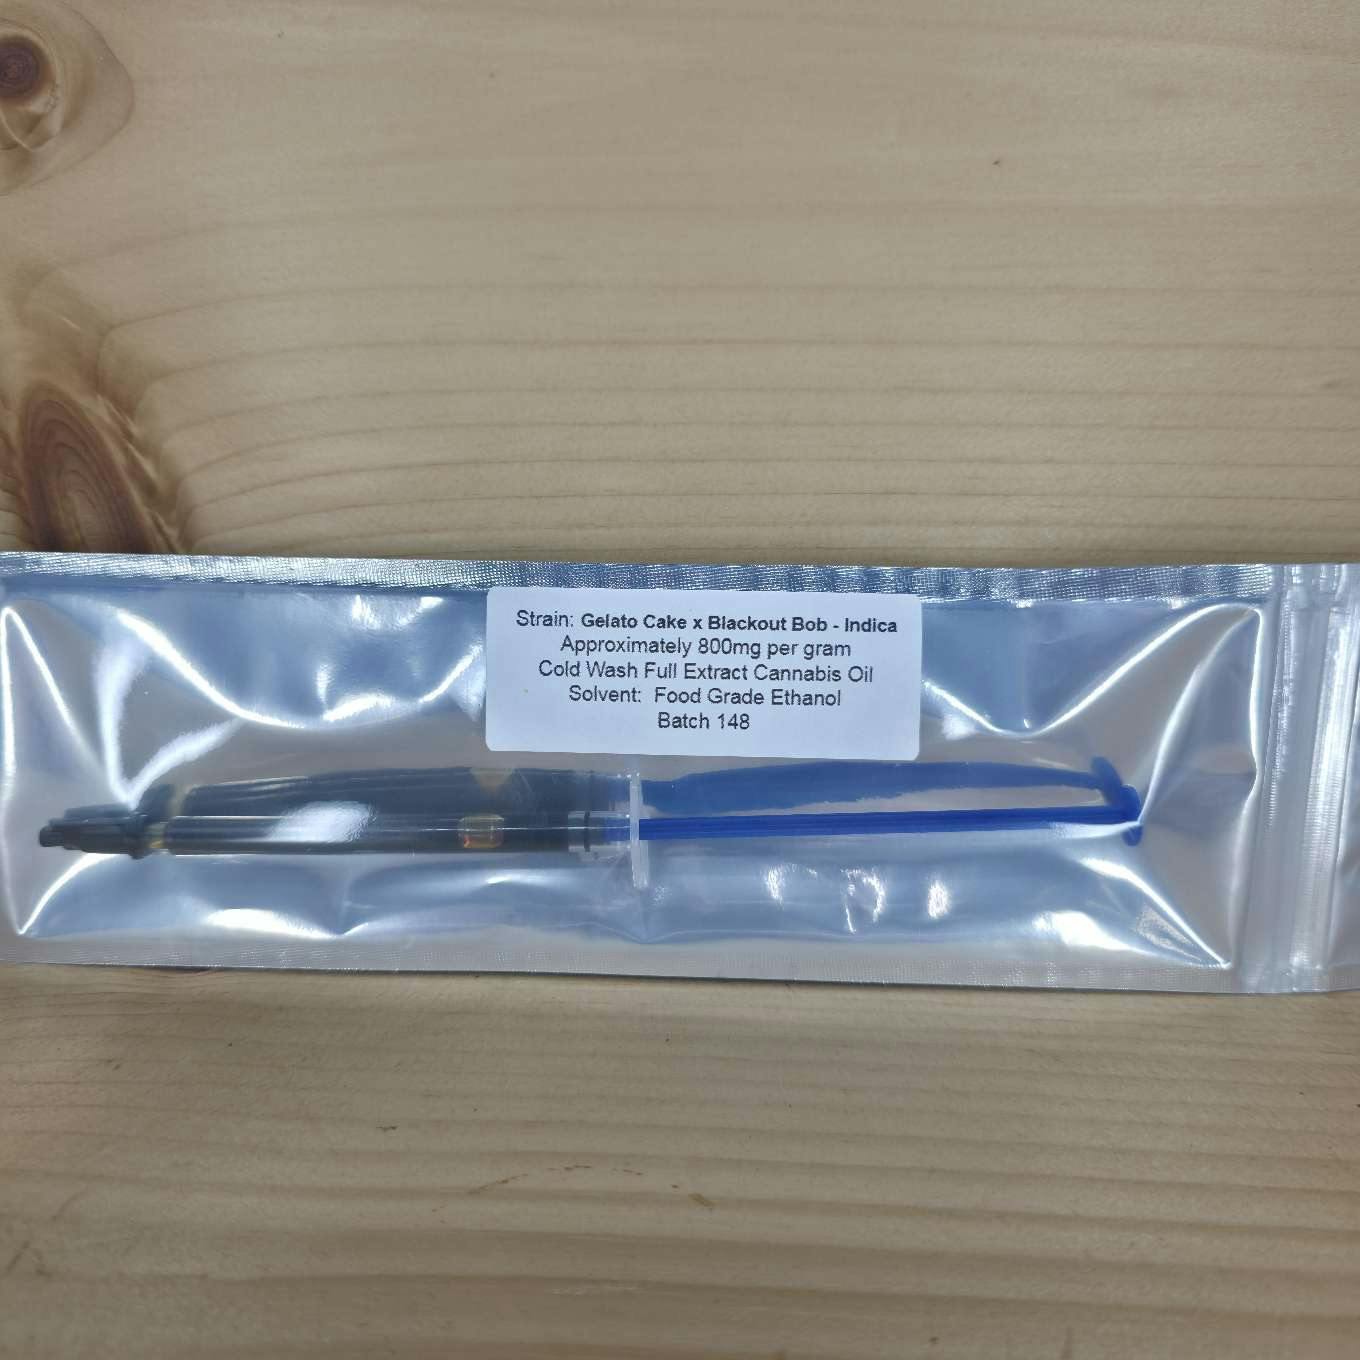 Strain: Gelato Cake x Blackout Bob - Indica
Approximately 800mg per gram
Cold Wash Full Extract Cannabis Oil
Solvent:  Food Grade Ethanol
Batch 148